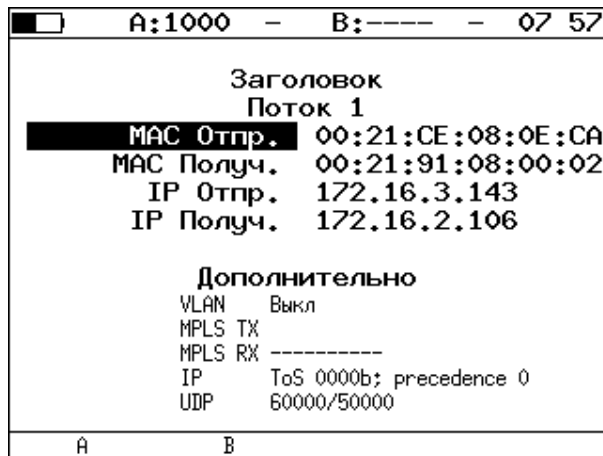 A:1000 - B:---- - 07 57
Заголовок
Поток 1
MAC Отпр. 00:21:CE:08:0E:CA
MAC Получ. 00:21:91:08:00:02
IP Отпр. 172.16.3.143
IP Получ. 172.16.2.106
Дополнительно
VLAN Выкл
MPLS TX
MPLS RX ----------
IP ToS 0000b; precedence 0
UDP 60000/50000
A B